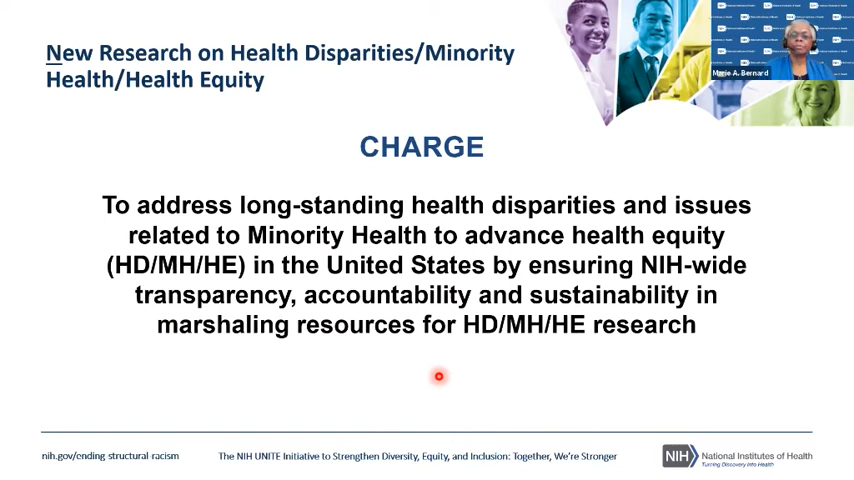 New Research on Health Disparities/Minority
Health/Health Equity
Marie A. Bernard
CHARGE
To address long-standing health disparities and issues
related to Minority Health to advance health equity
(HD/MH/HE) in the United States by ensuring NIH-wide
transparency, accountability and sustainability in
marshaling resources for HD/MH/HE research
nih.gov/ending-structural-racism
The NIH UNITE Initiative to Strengthen Diversity, Equity, and Inclusion: Together, We're Stronger
NIH
National Institutes of Health
Turning Discovery Into Health